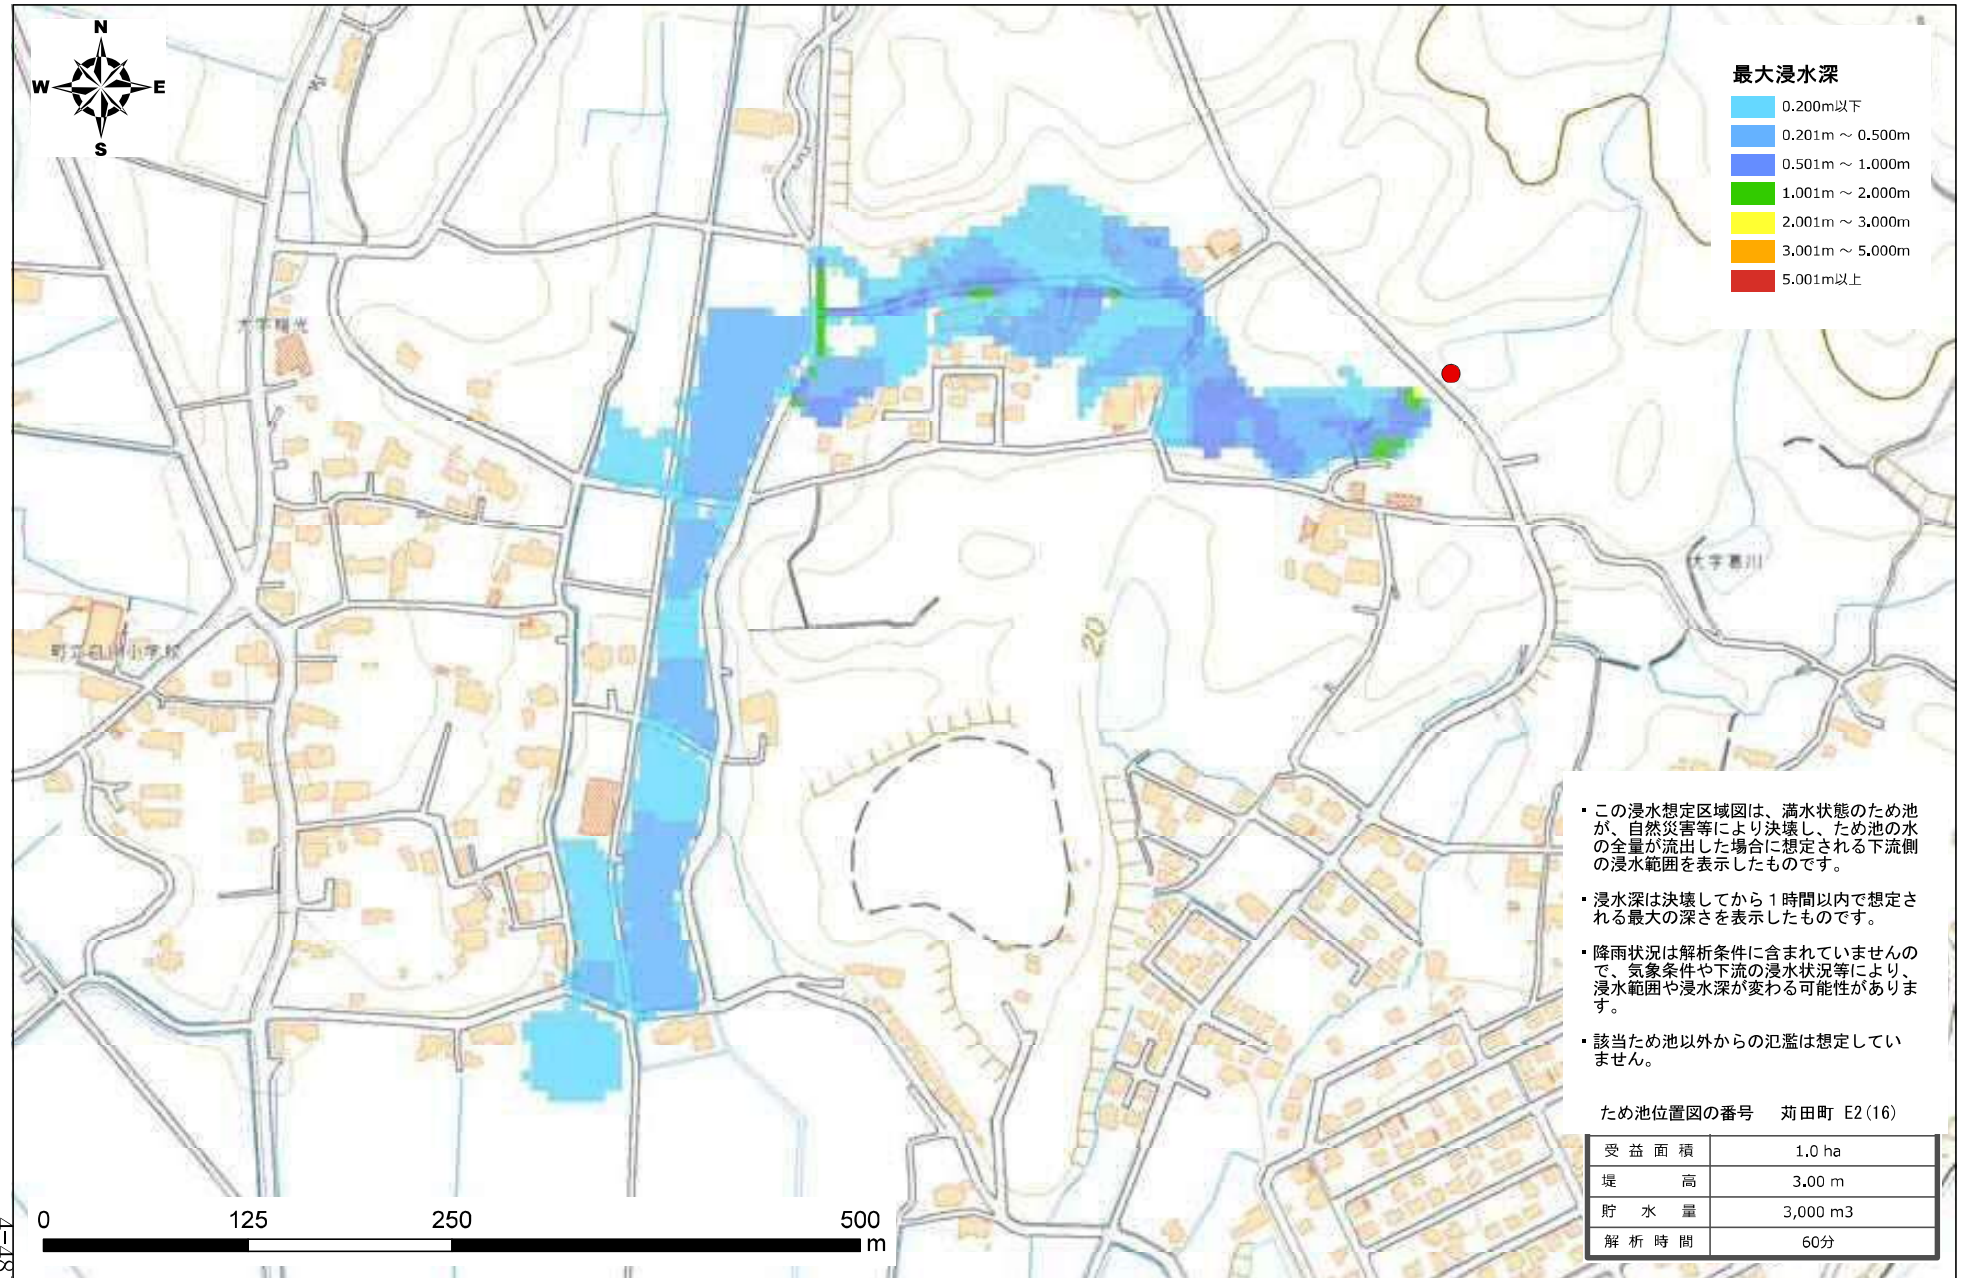 N
W
E
S
最大浸水深
0.200m以下
0.201m ～ 0.500m
0.501m ～ 1.000m
1.001m ～ 2.000m
2.001m ～ 3.000m
3.001m ～ 5.000m
5.001m以上
町立白川小学校
20
▪ この浸水想定区域図は、満水状態のため池
が、自然災害等により決壊し、ため池の水
の全量が流出した場合に想定される下流側
の浸水範囲を表示したものです。
▪ 浸水深は決壊してから１時間以内で想定さ
れる最大の深さを表示したものです。
▪ 降雨状況は解析条件に含まれていませんの
で、気象条件や下流の浸水状況等により、
浸水範囲や浸水深が変わる可能性がありま
す。
▪ 該当ため池以外からの氾濫は想定してい
ません。
ため池位置図の番号 苅田町 E2(16)
受益面積 1.0 ha
堤高 3.00 m
貯水量 3,000 m3
解析時間 60分
0 125 250 500
m
4-48